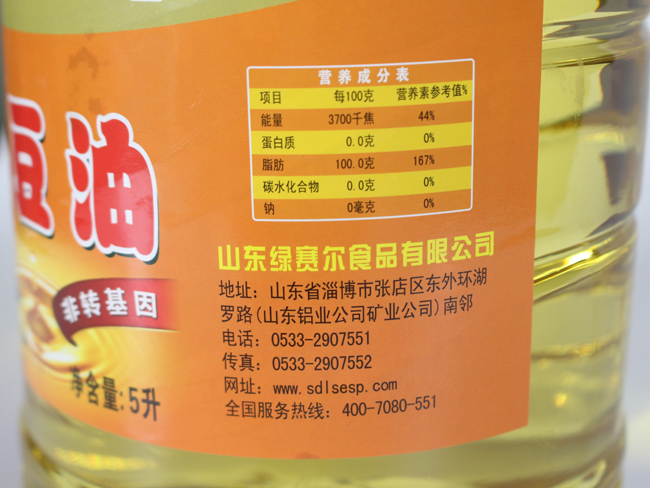 豆油
非转基因
净含量:5升
营养成分表
项目 每100克 营养素参考值%
能量 3700千焦 44%
蛋白质 0.0克 0%
脂肪 100.0克 167%
碳水化合物 0.0克 0%
钠 0毫克 0%
山东绿赛尔食品有限公司
地址：山东省淄博市张店区东外环湖
罗路(山东铝业公司矿业公司)南邻
电话：0533-2907551
传真：0533-2907552
网址：www.sdlsesp.com
全国服务热线：400-7080-551